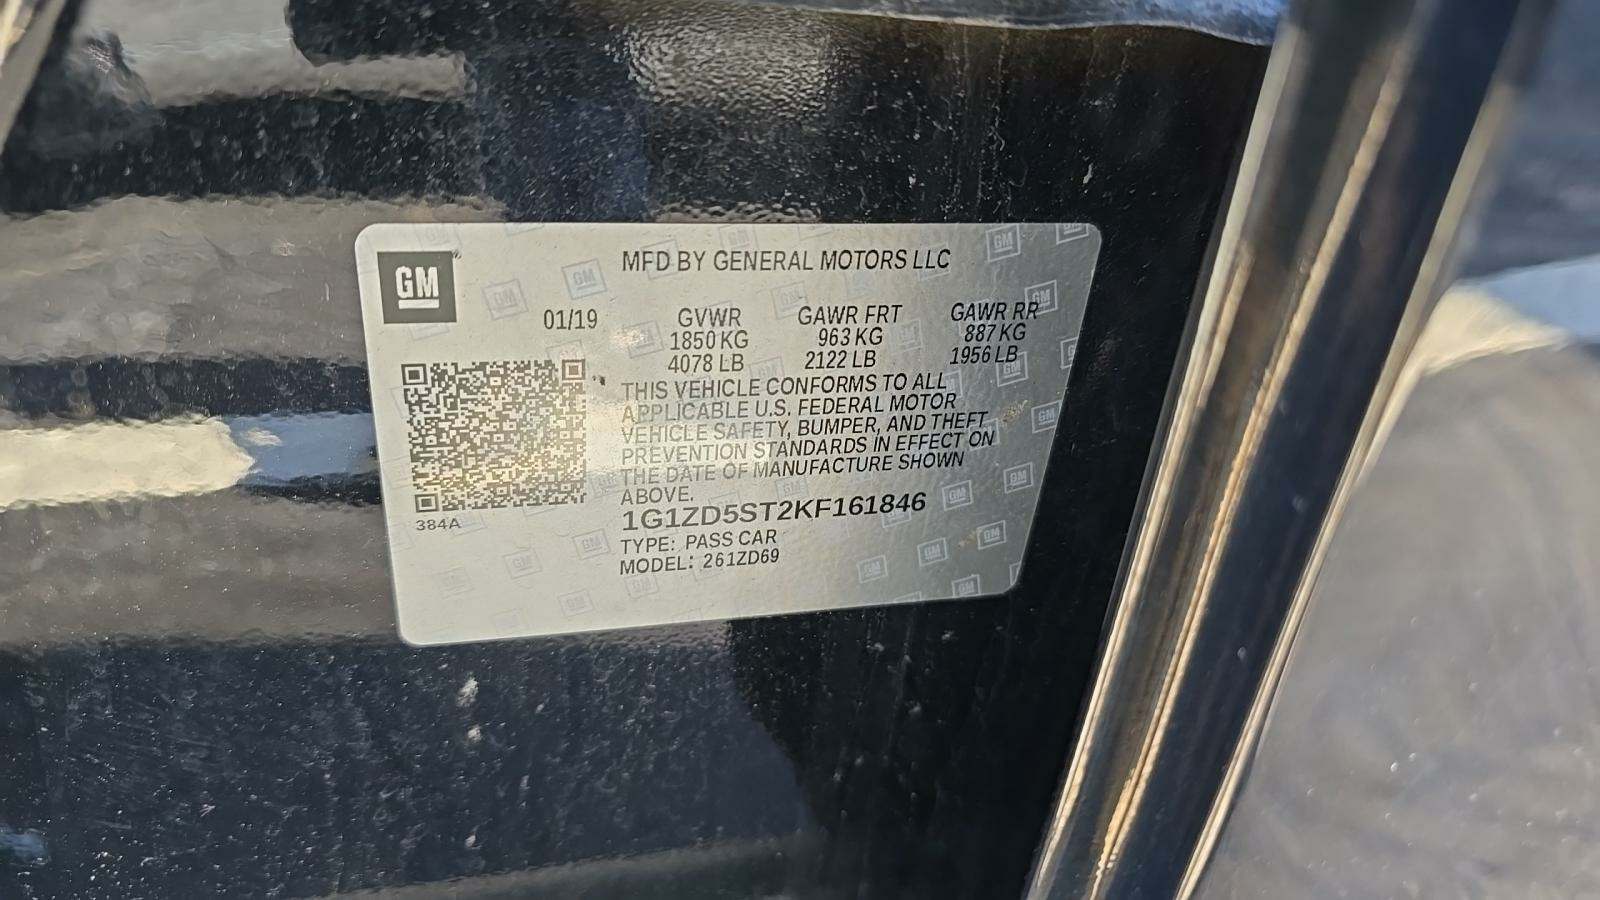 GM
MFD BY GENERAL MOTORS LLC
01/19 GVWR GAWR FRT GAWR RR
1850 KG 963 KG 887 KG
4078 LB 2122 LB 1956 LB
THIS VEHICLE CONFORMS TO ALL
APPLICABLE U.S. FEDERAL MOTOR
VEHICLE SAFETY, BUMPER, AND THEFT
PREVENTION STANDARDS IN EFFECT ON
THE DATE OF MANUFACTURE SHOWN
ABOVE.
384A
1G1ZD5ST2KF161846
TYPE: PASS CAR
MODEL: 261ZD69